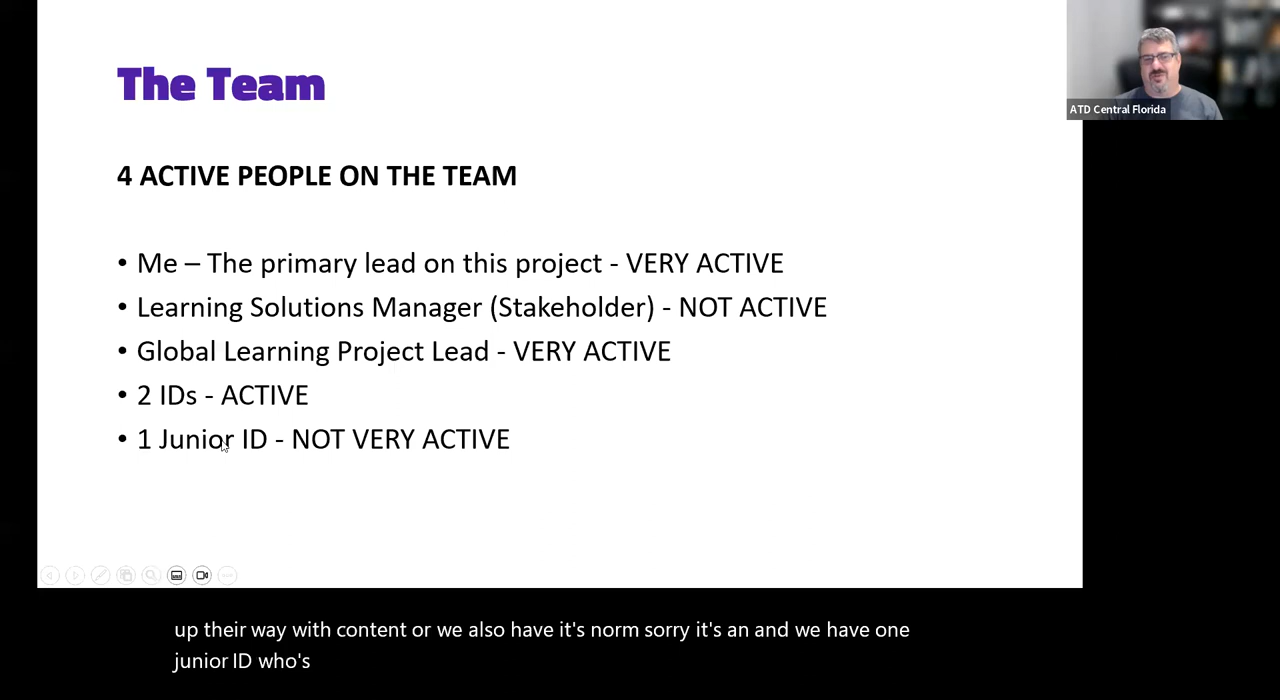 The Team
ATD Central Florida
4 ACTIVE PEOPLE ON THE TEAM
• Me – The primary lead on this project - VERY ACTIVE
• Learning Solutions Manager (Stakeholder) - NOT ACTIVE
• Global Learning Project Lead - VERY ACTIVE
• 2 IDs - ACTIVE
• 1 Junior ID - NOT VERY ACTIVE
up their way with content or we also have it's norm sorry it's an and we have one
junior ID who's